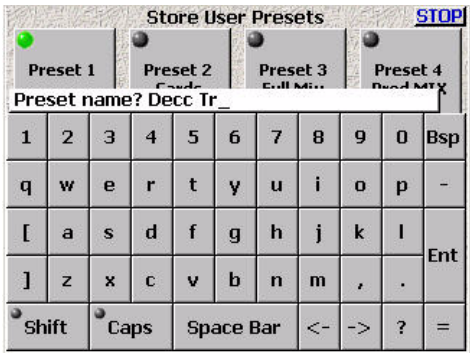 Store User Presets STOP
Preset 1 Preset 2 Preset 3 Preset 4
Preset name? Decc Tr_
1 2 3 4 5 6 7 8 9 0 Bsp
q w e r t y u i o p -
[ a s d f g h j k l
Ent
] z x c v b n m , .
Shift Caps Space Bar <- -> ? =